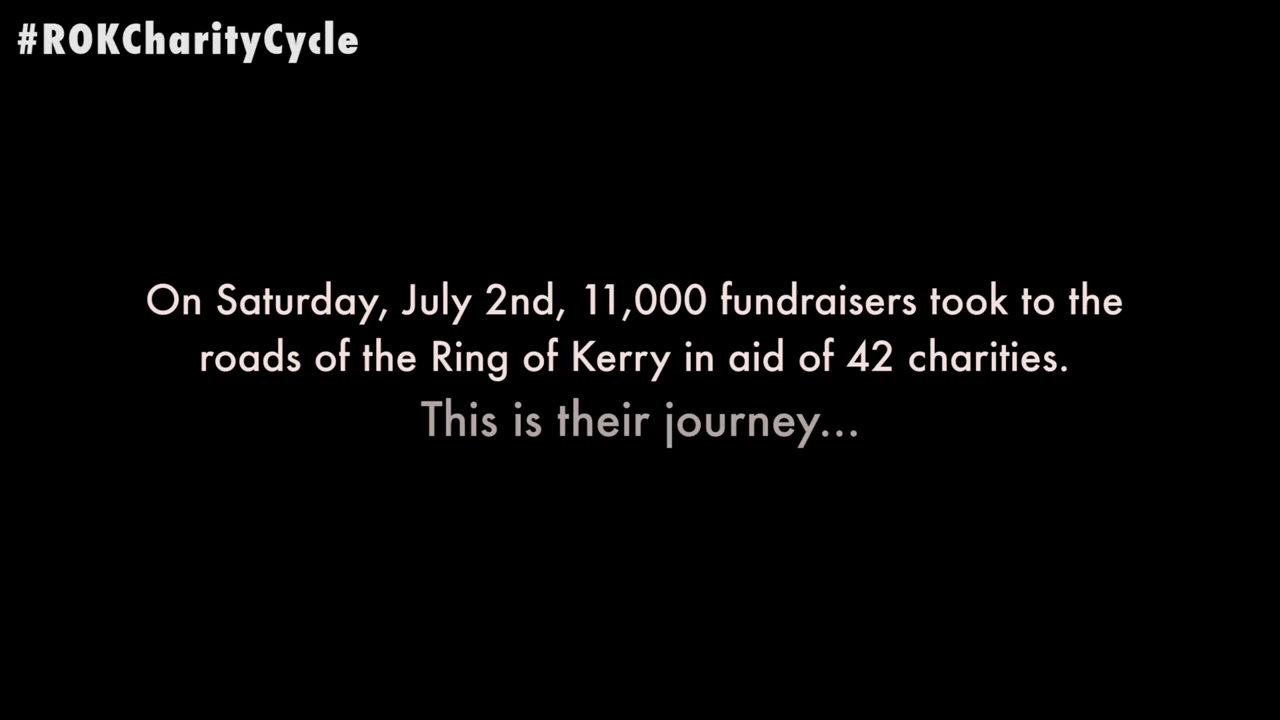 #ROKCharityCycle
On Saturday, July 2nd, 11,000 fundraisers took to the
roads of the Ring of Kerry in aid of 42 charities.
This is their journey...